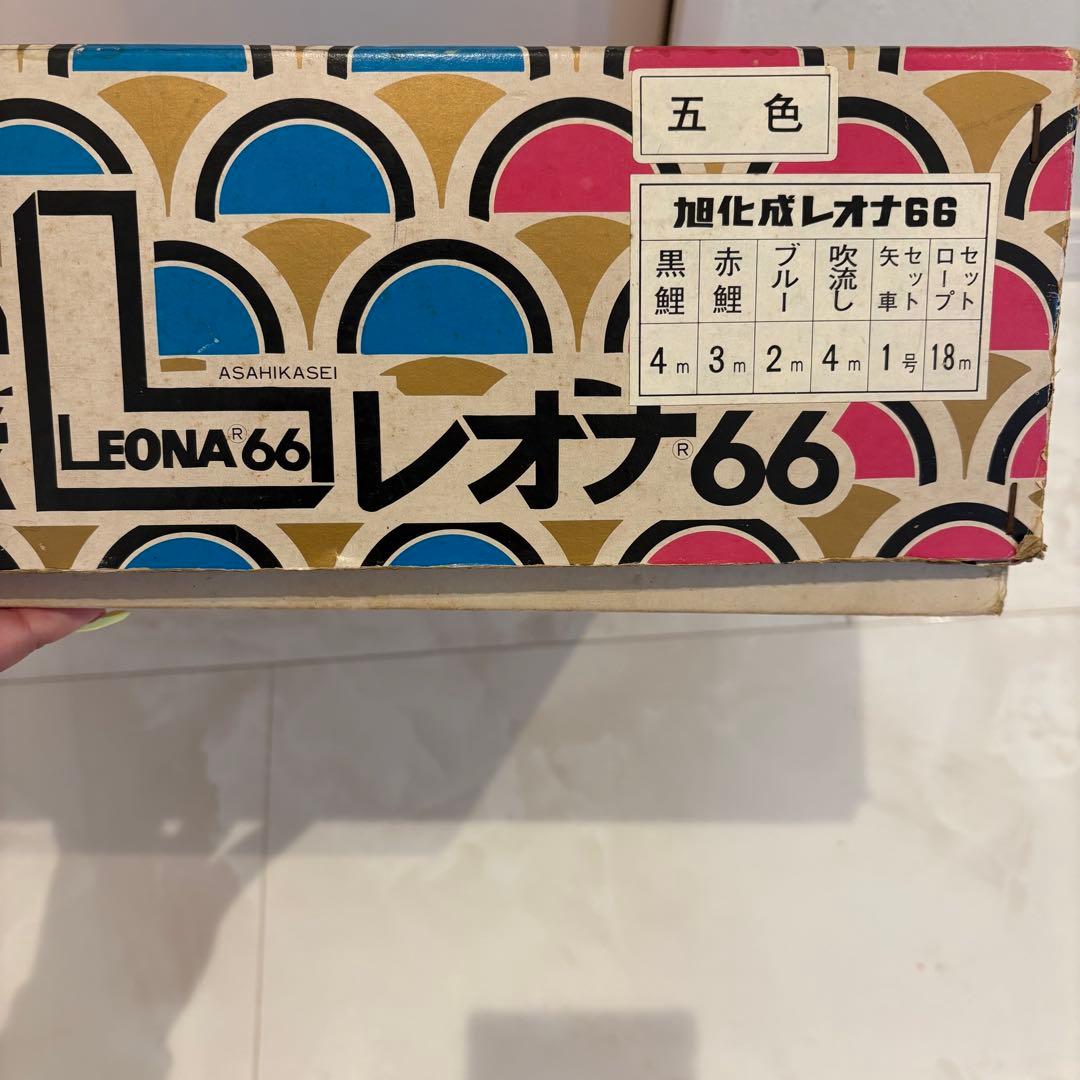 五 色
旭化成レオナ66
黒鯉 赤鯉 ブルー 吹流し 矢車セット ロープセット
4m 3m 2m 4m 1号 18m
ASAHIKASEI
LEONA®66
レオナ®66